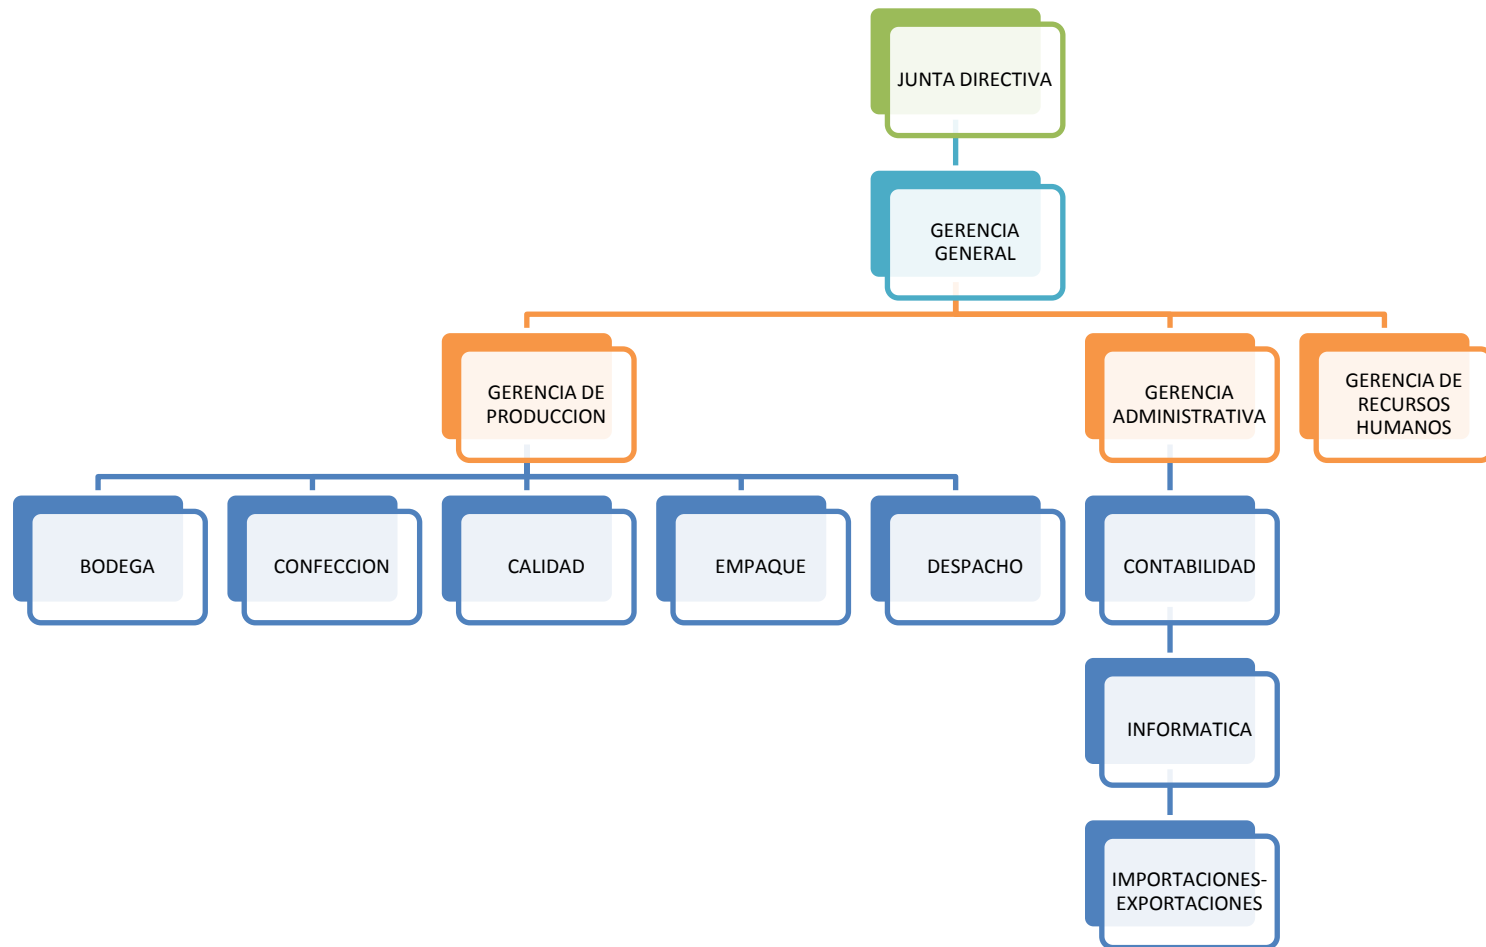 JUNTA DIRECTIVA
GERENCIA
GENERAL
GERENCIA DE
PRODUCCION
GERENCIA
ADMINISTRATIVA
GERENCIA DE
RECURSOS
HUMANOS
BODEGA
CONFECCION
CALIDAD
EMPAQUE
DESPACHO
CONTABILIDAD
INFORMATICA
IMPORTACIONES-
EXPORTACIONES